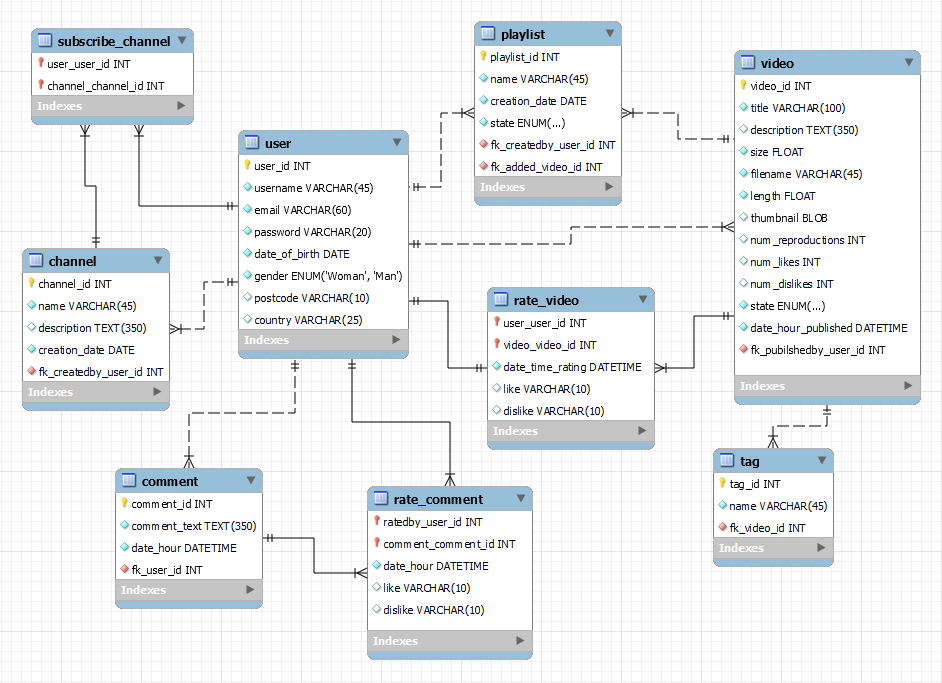 subscribe_channel
user_user_id INT
channel_channel_id INT
Indexes
playlist
playlist_id INT
name VARCHAR(45)
creation_date DATE
state ENUM(...)
fk_createdby_user_id INT
fk_added_video_id INT
Indexes
video
video_id INT
title VARCHAR(100)
description TEXT(350)
size FLOAT
filename VARCHAR(45)
length FLOAT
thumbnail BLOB
num _reproductions INT
num _likes INT
num _dislikes INT
state ENUM(...)
date_hour_published DATETIME
fk_pubilshedby_user_id INT
Indexes
user
user_id INT
username VARCHAR(45)
email VARCHAR(60)
password VARCHAR(20)
date_of_birth DATE
gender ENUM('Woman', 'Man')
postcode VARCHAR(10)
country VARCHAR(25)
Indexes
channel
channel_id INT
name VARCHAR(45)
description TEXT(350)
creation_date DATE
fk_createdby_user_id INT
Indexes
rate_video
user_user_id INT
video_video_id INT
date_time_rating DATETIME
like VARCHAR(10)
dislike VARCHAR(10)
Indexes
comment
comment_id INT
comment_text TEXT(350)
date_hour DATETIME
fk_user_id INT
Indexes
rate_comment
ratedby_user_id INT
comment_comment_id INT
date_hour DATETIME
like VARCHAR(10)
dislike VARCHAR(10)
Indexes
tag
tag_id INT
name VARCHAR(45)
fk_video_id INT
Indexes